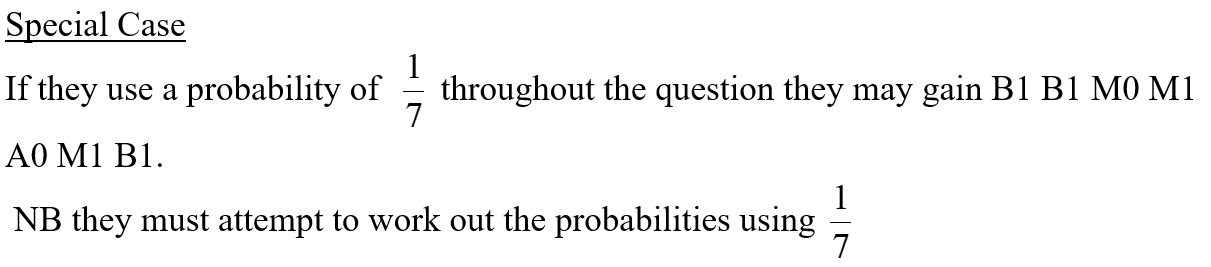 Special Case
If they use a probability of 1/7 throughout the question they may gain B1 B1 M0 M1
A0 M1 B1.
NB they must attempt to work out the probabilities using 1/7